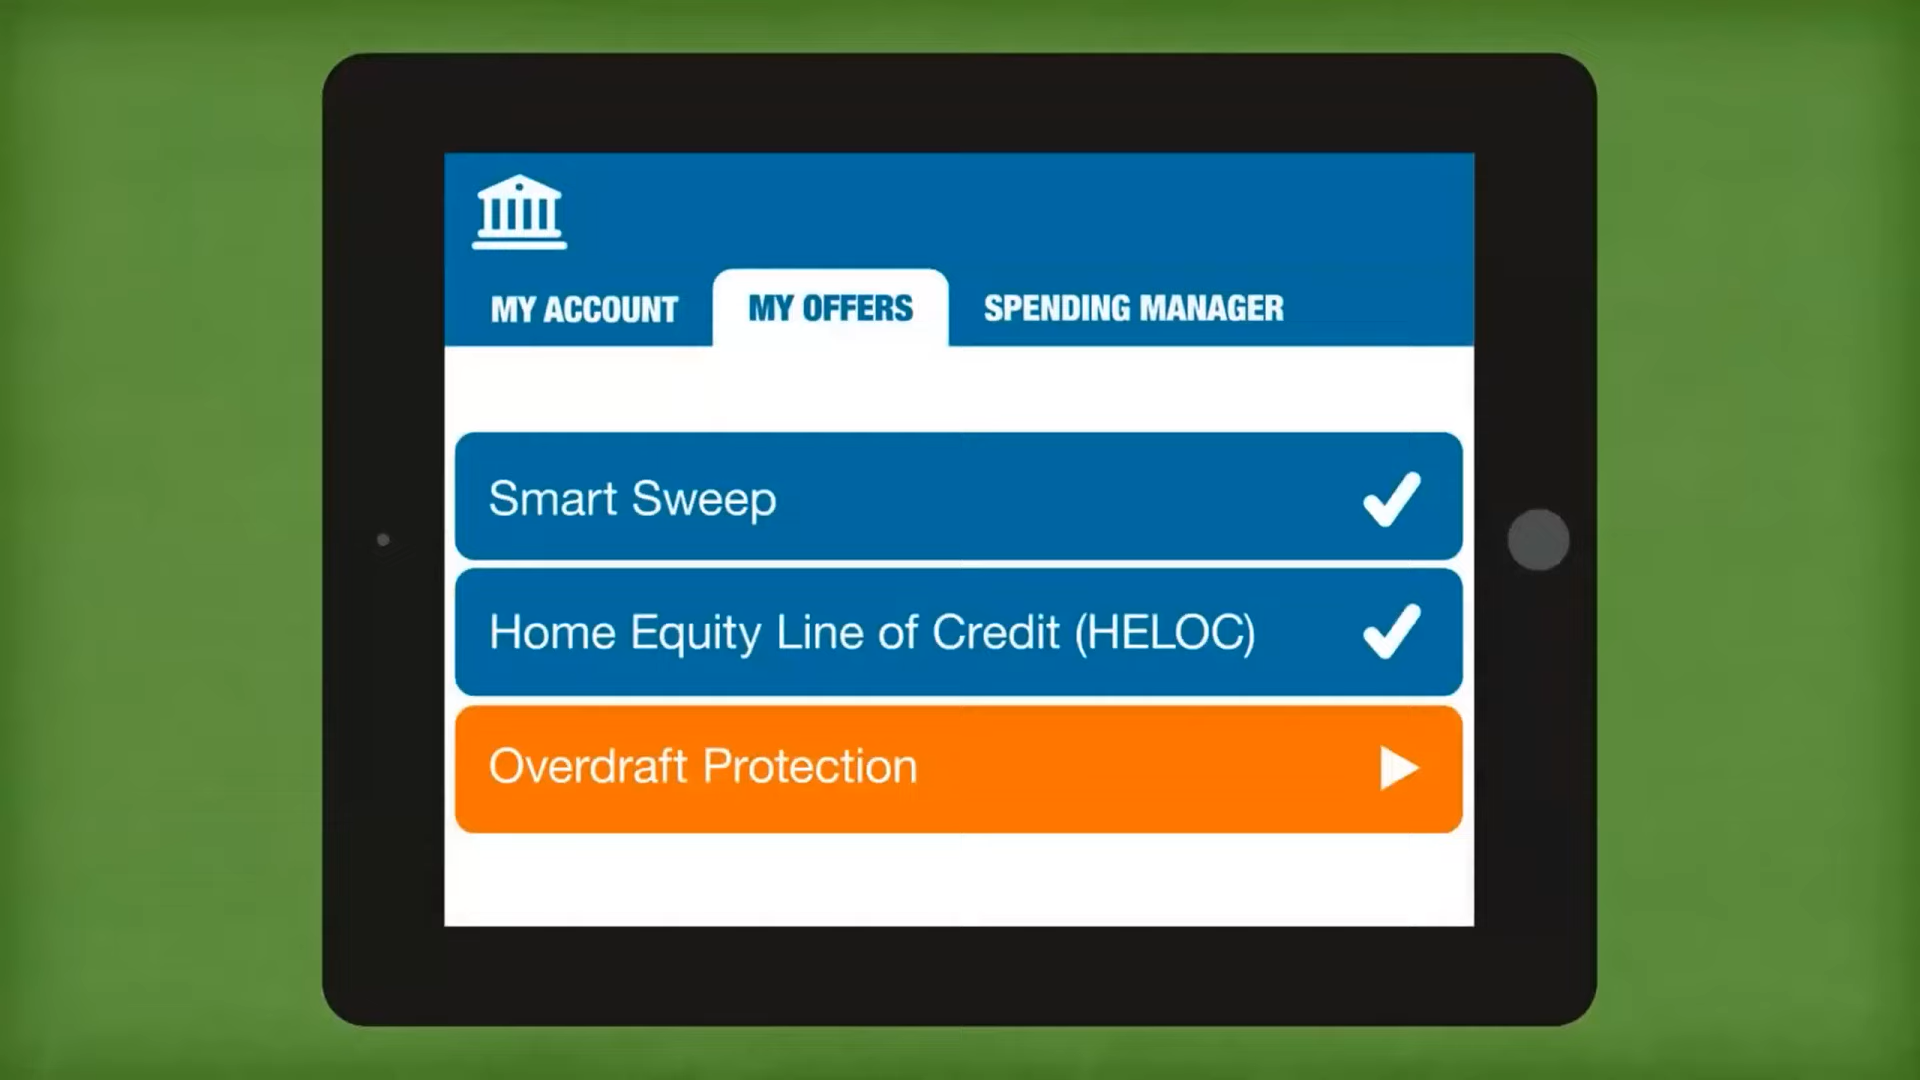 MY ACCOUNT
MY OFFERS
SPENDING MANAGER
Smart Sweep
Home Equity Line of Credit (HELOC)
Overdraft Protection